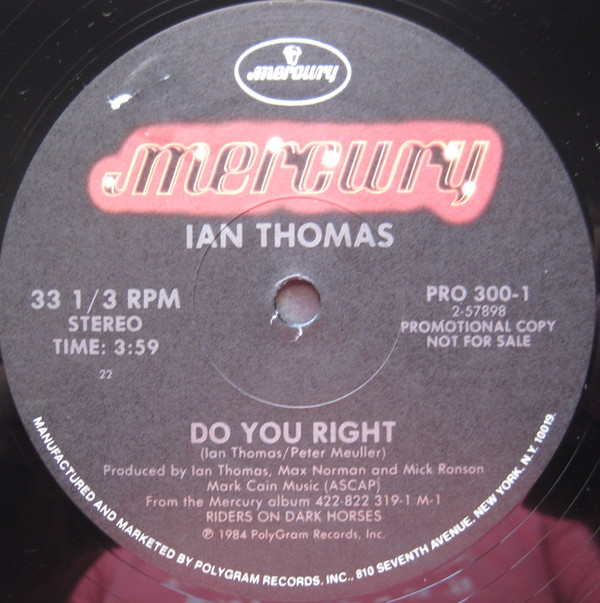 mercury
mercury
IAN THOMAS
33 1/3 RPM
STEREO
TIME: 3:59
22
PRO 300-1
2-57898
PROMOTIONAL COPY
NOT FOR SALE
DO YOU RIGHT
(Ian Thomas/Peter Meuller)
Produced by Ian Thomas, Max Norman and Mick Ronson
Mark Cain Music (ASCAP)
From the Mercury album 422-822 319-1 M-1
RIDERS ON DARK HORSES
℗ 1984 PolyGram Records, Inc.
MANUFACTURED AND MARKETED BY POLYGRAM RECORDS, INC., 810 SEVENTH AVENUE, NEW YORK, N.Y. 10019.